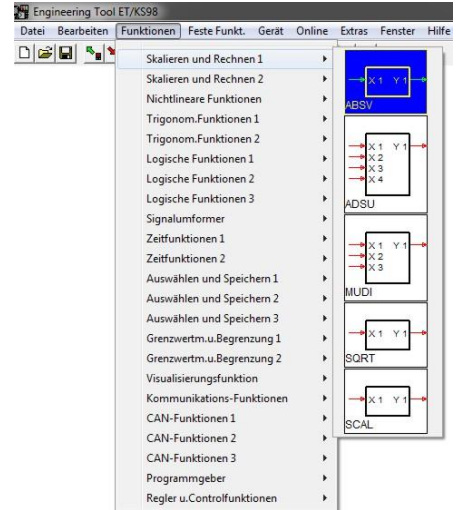 Engineering Tool ET/KS98
Datei Bearbeiten Funktionen Feste Funkt. Gerät Online Extras Fenster Hilfe
Skalieren und Rechnen 1
Skalieren und Rechnen 2
Nichtlineare Funktionen
Trigonom.Funktionen 1
Trigonom.Funktionen 2
Logische Funktionen 1
Logische Funktionen 2
Logische Funktionen 3
Signalumformer
Zeitfunktionen 1
Zeitfunktionen 2
Auswählen und Speichern 1
Auswählen und Speichern 2
Auswählen und Speichern 3
Grenzwertm.u.Begrenzung 1
Grenzwertm.u.Begrenzung 2
Visualisierungsfunktion
Kommunikations-Funktionen
CAN-Funktionen 1
CAN-Funktionen 2
CAN-Funktionen 3
Programmgeber
Regler u.Controlfunktionen
X 1 Y 1
ABSV
X 1 Y 1
X 2
X 3
X 4
ADSU
X 1 Y 1
X 2
X 3
MUDI
X 1 Y 1
SQRT
X 1 Y 1
SCAL